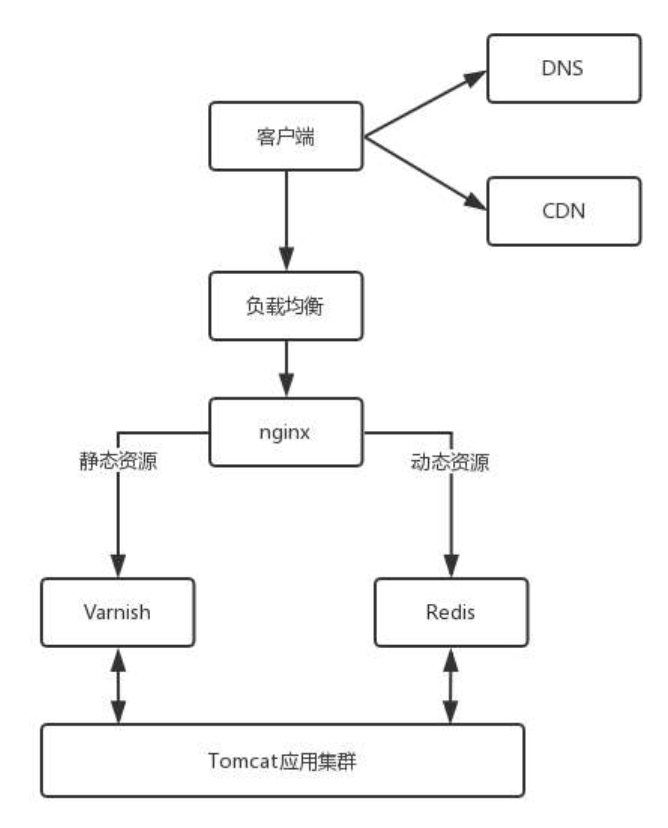 DNS
客户端
CDN
负载均衡
nginx
静态资源
动态资源
Varnish
Redis
Tomcat应用集群